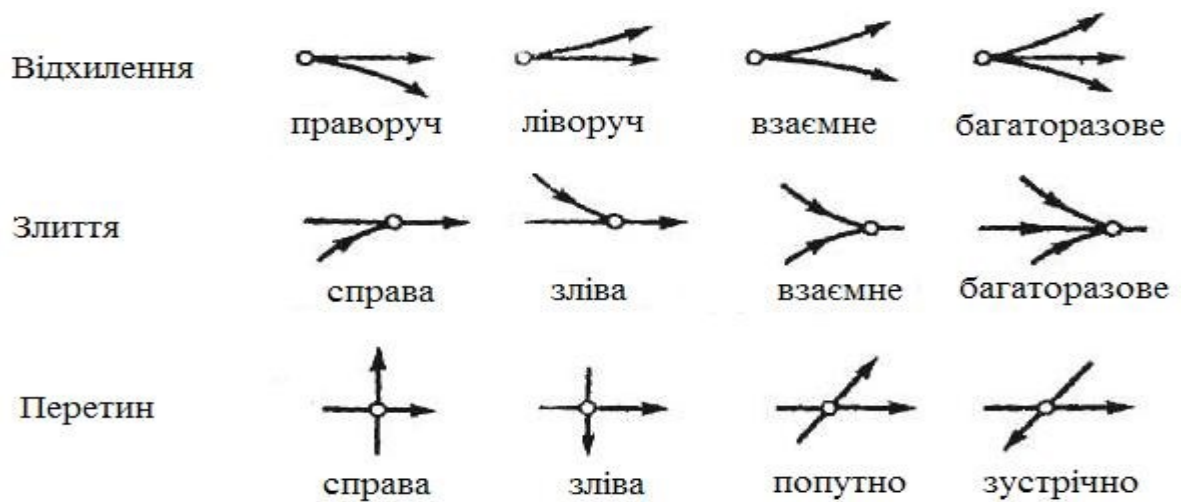 Відхилення
праворуч ліворуч взаємне багаторазове
Злиття
справа зліва взаємне багаторазове
Перетин
справа зліва попутно зустрічно